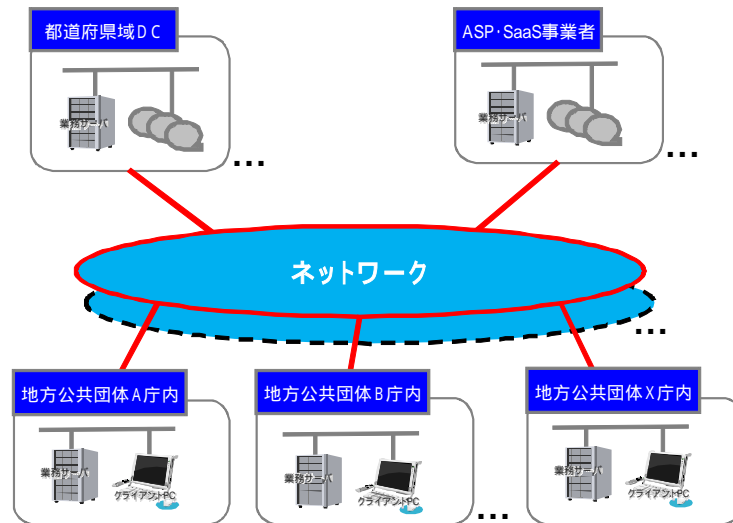 都道府県域DC
ASP･SaaS事業者
業務サーバ
業務サーバ
...
...
ネットワーク
...
地方公共団体A庁内
地方公共団体B庁内
地方公共団体X庁内
業務サーバ
クライアントPC
業務サーバ
クライアントPC
業務サーバ
クライアントPC
...